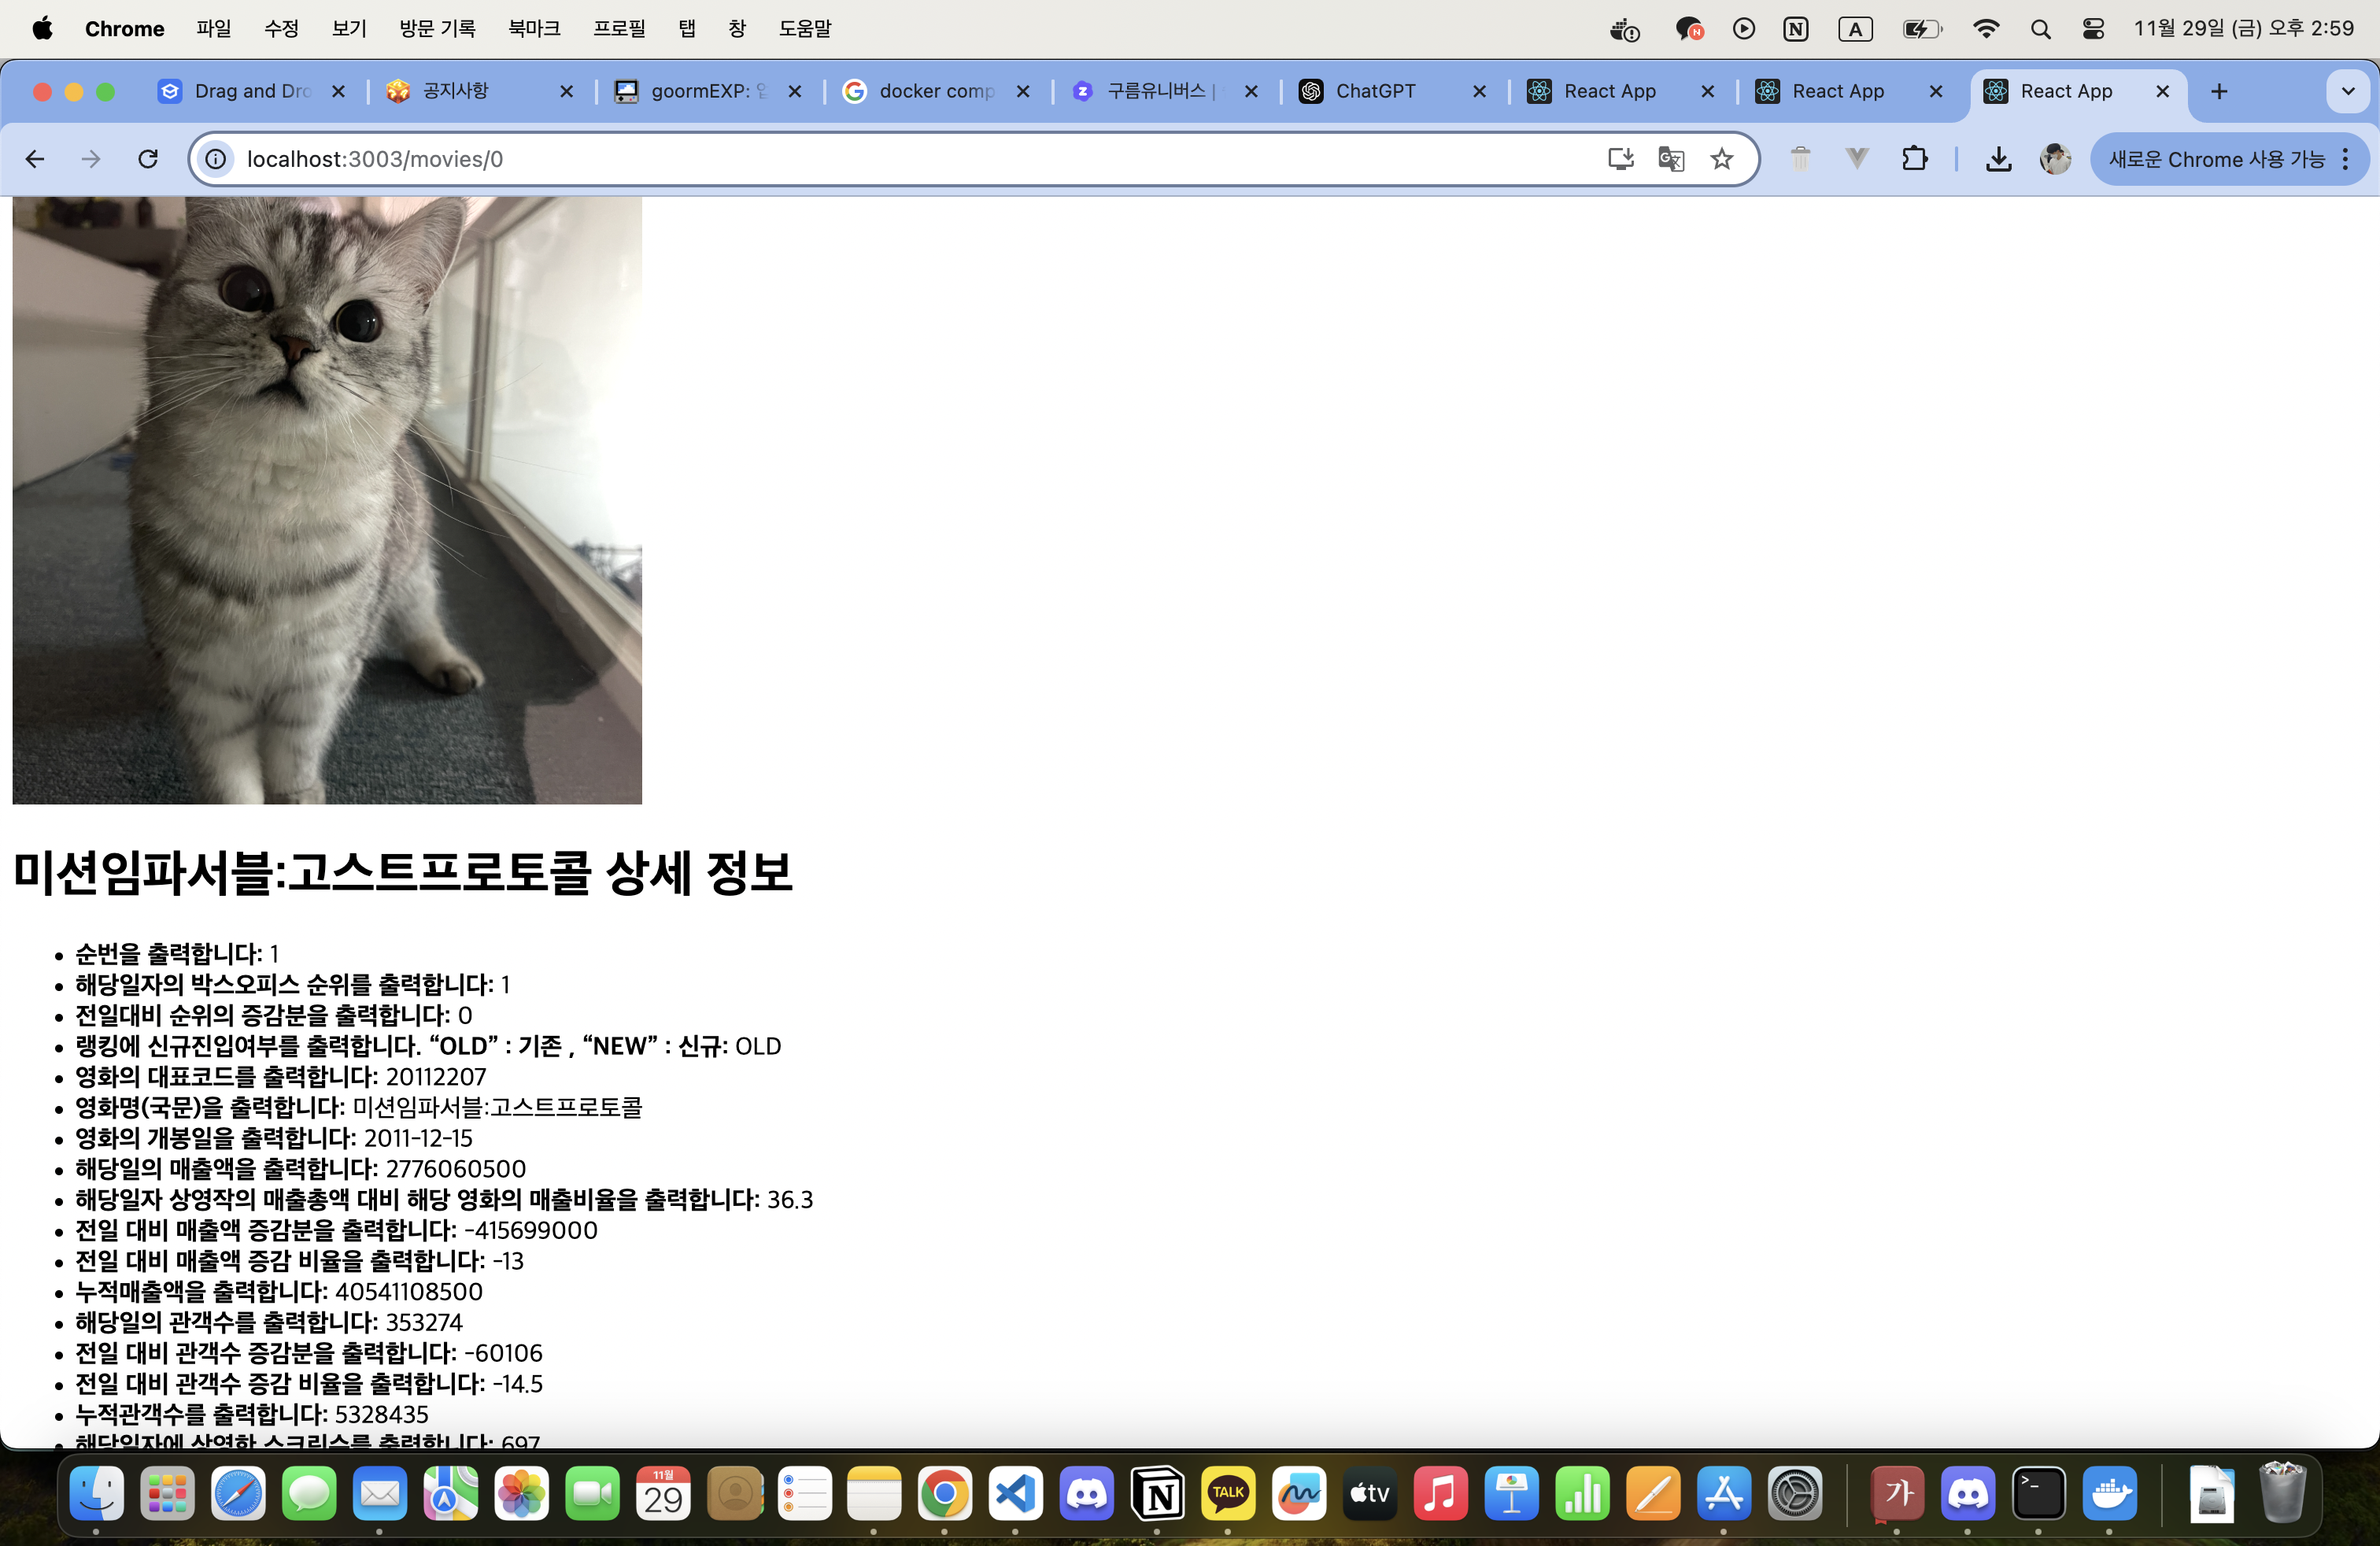 Chrome 파일 수정 보기 방문 기록 북마크 프로필 탭 창 도움말 N N A 11월 29일 (금) 오후 2:59
Drag and Dro 공지사항 goormEXP: docker comp 구름유니버스 | ChatGPT React App React App React App
localhost:3003/movies/0 새로운 Chrome 사용 가능
미션임파서블:고스트프로토콜 상세 정보
• 순번을 출력합니다: 1
• 해당일자의 박스오피스 순위를 출력합니다: 1
• 전일대비 순위의 증감분을 출력합니다: 0
• 랭킹에 신규진입여부를 출력합니다. “OLD” : 기존 , “NEW” : 신규: OLD
• 영화의 대표코드를 출력합니다: 20112207
• 영화명(국문)을 출력합니다: 미션임파서블:고스트프로토콜
• 영화의 개봉일을 출력합니다: 2011-12-15
• 해당일의 매출액을 출력합니다: 2776060500
• 해당일자 상영작의 매출총액 대비 해당 영화의 매출비율을 출력합니다: 36.3
• 전일 대비 매출액 증감분을 출력합니다: -415699000
• 전일 대비 매출액 증감 비율을 출력합니다: -13
• 누적매출액을 출력합니다: 40541108500
• 해당일의 관객수를 출력합니다: 353274
• 전일 대비 관객수 증감분을 출력합니다: -60106
• 전일 대비 관객수 증감 비율을 출력합니다: -14.5
• 누적관객수를 출력합니다: 5328435
• 해당일자에 상영한 스크린수를 출력합니다: 697
11월
29
N
TALK
tv
가
>_